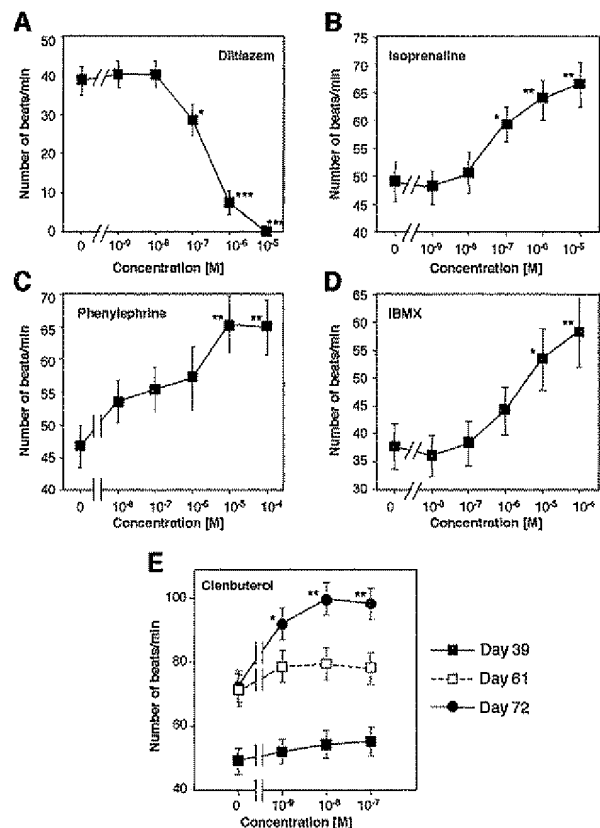 A
Diltiazem
Number of beats/min
50
40
30
20
10
0
*
***
***
0 10-9 10-8 10-7 10-6 10-5
Concentration [M]
B
Isoprenaline
Number of beats/min
75
70
65
60
55
50
45
40
*
**
**
0 10-9 10-8 10-7 10-6 10-5
Concentration [M]
C
Phenylephrine
Number of beats/min
70
65
60
55
50
45
40
**
**
0 10-8 10-7 10-6 10-5 10-4
Concentration [M]
D
IBMX
Number of beats/min
65
60
55
50
45
40
35
30
*
**
0 10-8 10-7 10-6 10-5 10-4
Concentration [M]
E
Clenbuterol
Number of beats/min
100
80
60
40
*
**
**
0 10-9 10-8 10-7
Concentration [M]
Day 39
Day 61
Day 72